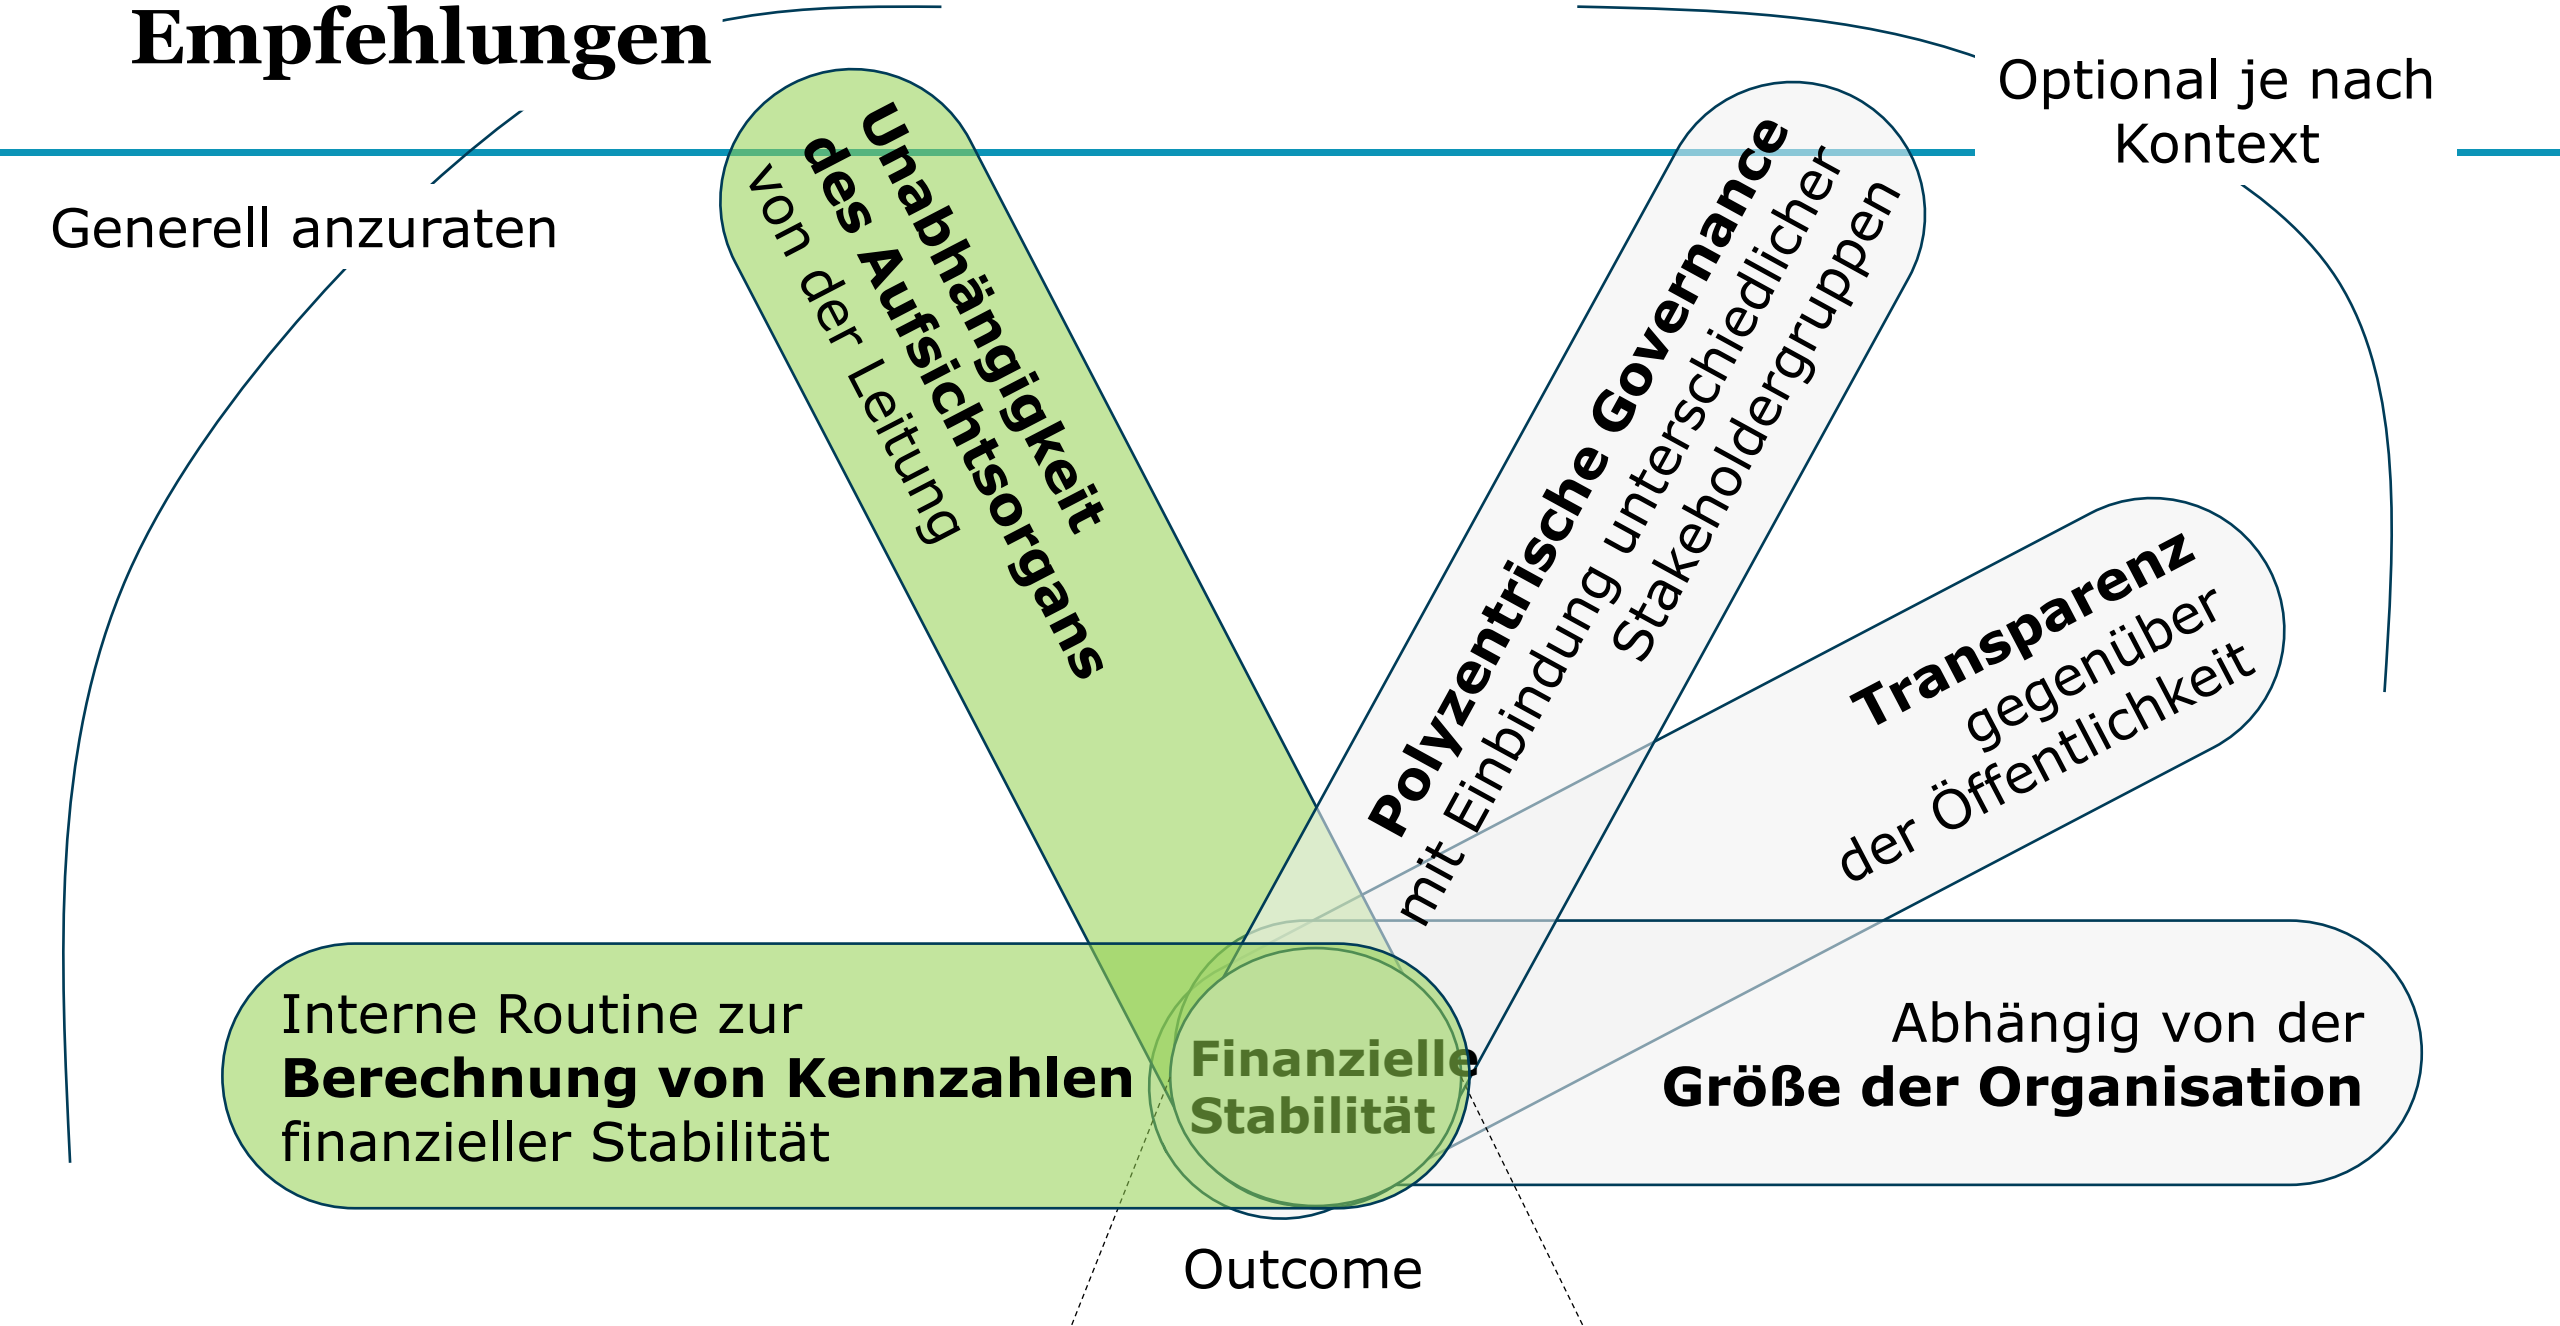 Empfehlungen
Optional je nach
Kontext
Generell anzuraten
Unabhängigkeit
des Aufsichtsorgans
von der Leitung
Polyzentrische Governance
mit Einbindung unterschiedlicher
Stakeholdergruppen
Transparenz
gegenüber
der Öffentlichkeit
Interne Routine zur
Berechnung von Kennzahlen
finanzieller Stabilität
Finanzielle
Stabilität
Abhängig von der
Größe der Organisation
Outcome